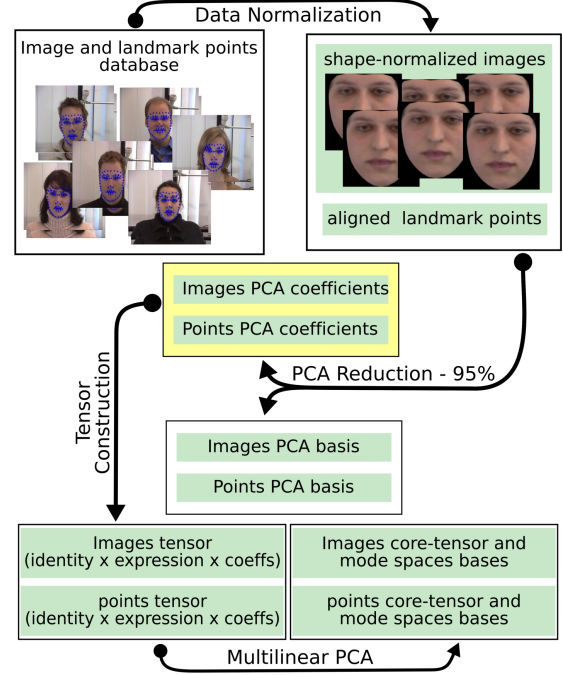 Data Normalization
Image and landmark points
database
shape-normalized images
aligned landmark points
Images PCA coefficients
Points PCA coefficients
PCA Reduction - 95%
Tensor
Construction
Images PCA basis
Points PCA basis
Images tensor
(identity x expression x coeffs)
points tensor
(identity x expression x coeffs)
Images core-tensor and
mode spaces bases
points core-tensor and
mode spaces bases
Multilinear PCA